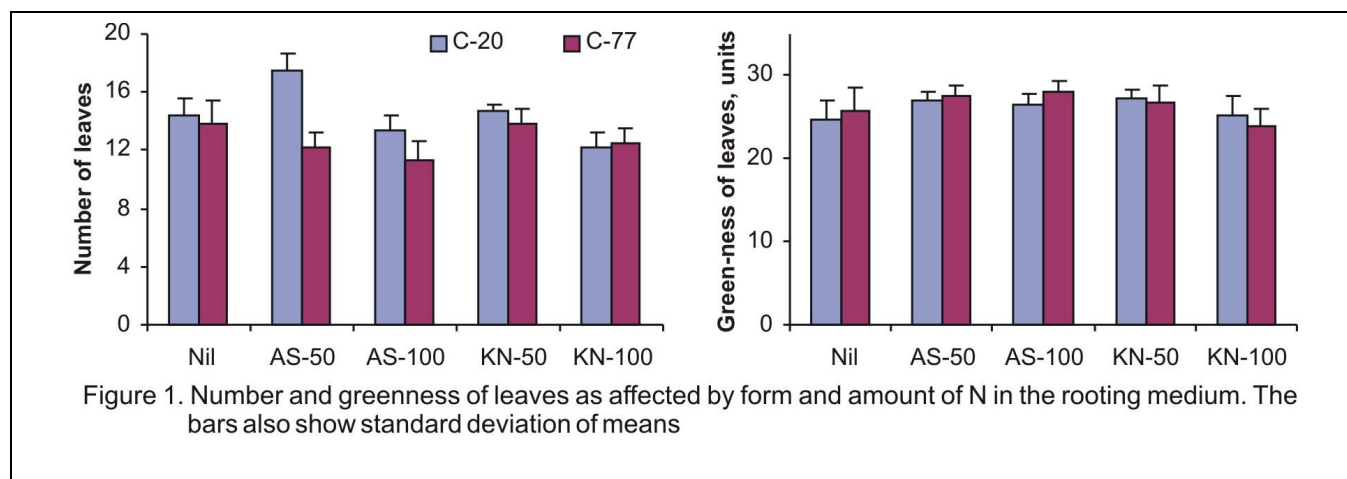 20
16
12
8
4
0
Number of leaves
C-20 C-77
Nil AS-50 AS-100 KN-50 KN-100
30
20
10
0
Green-ness of leaves, units
Nil AS-50 AS-100 KN-50 KN-100
Figure 1. Number and greenness of leaves as affected by form and amount of N in the rooting medium. The
bars also show standard deviation of means